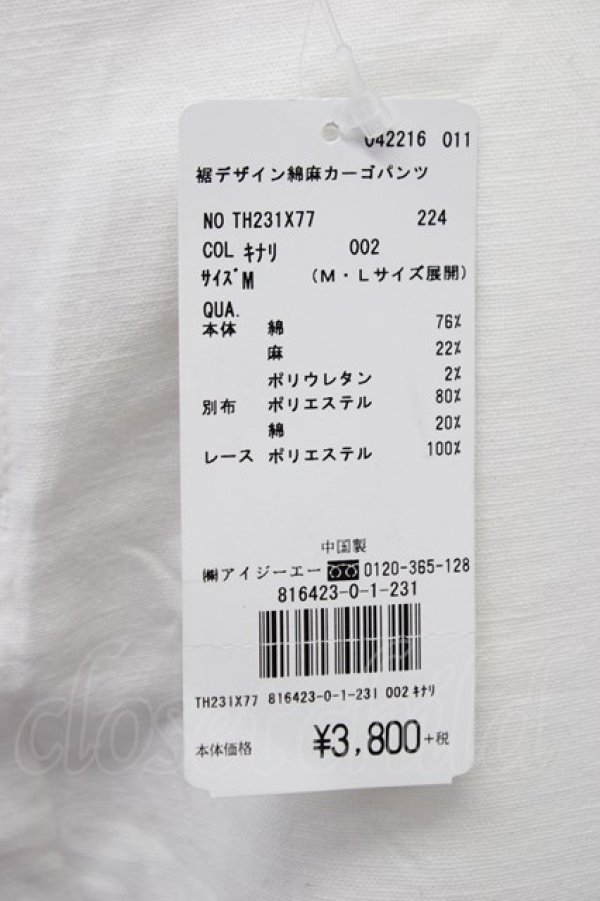 042216 011
裾デザイン綿麻カーゴパンツ
NO TH231X77 224
COL キナリ 002
サイズ M (M・Lサイズ展開)
QUA.
本体 綿 76%
麻 22%
ポリウレタン 2%
別布 ポリエステル 80%
綿 20%
レース ポリエステル 100%
中国製
㈱アイジーエー 0120-365-128
816423-0-1-231
TH231X77 816423-0-1-231 002 キナリ
本体価格 ¥3,800+税
closet child